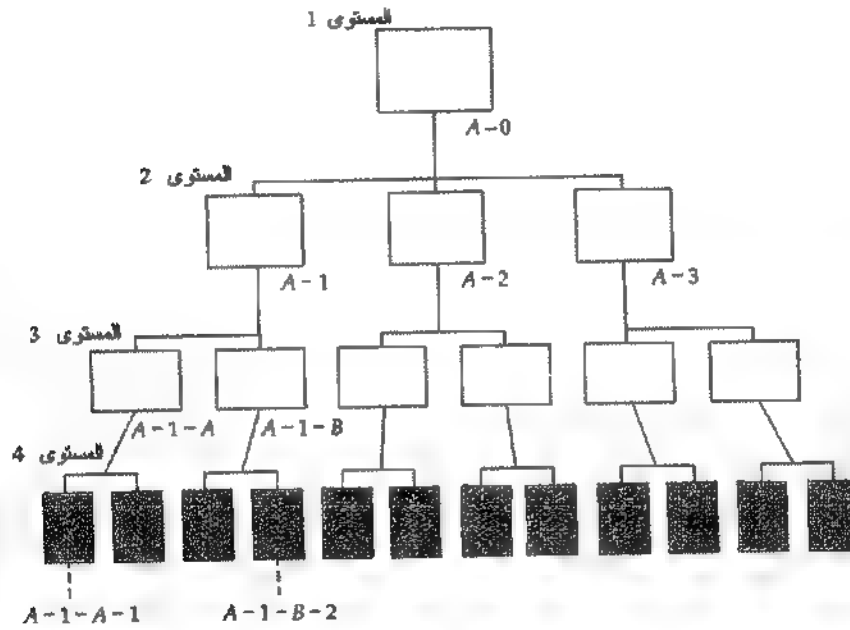 المستوى 1
A-0
المستوى 2
A-1
A-2
A-3
المستوى 3
A-1-A
A-1-B
المستوى 4
A-1-A-1
A-1-B-2